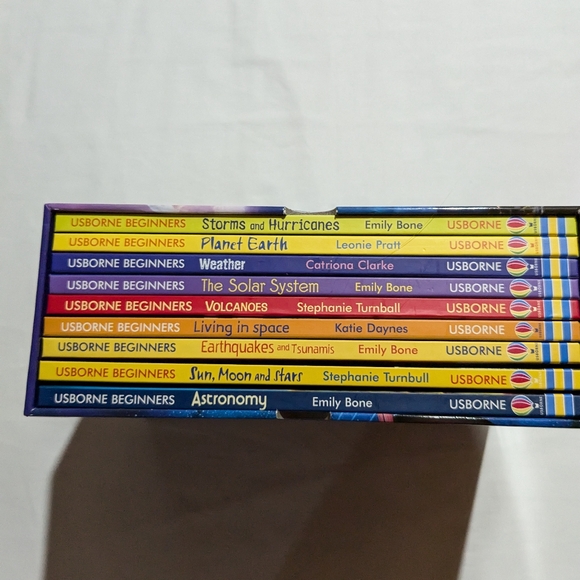 USBORNE BEGINNERS Storms and Hurricanes Emily Bone USBORNE
USBORNE BEGINNERS Planet Earth Leonie Pratt USBORNE
USBORNE BEGINNERS Weather Catriona Clarke USBORNE
USBORNE BEGINNERS The Solar System Emily Bone USBORNE
USBORNE BEGINNERS VOLCANOES Stephanie Turnball USBORNE
USBORNE BEGINNERS Living in space Katie Daynes USBORNE
USBORNE BEGINNERS Earthquakes and Tsunamis Emily Bone USBORNE
USBORNE BEGINNERS Sun, Moon and stars Stephanie Turnbull USBORNE
USBORNE BEGINNERS Astronomy Emily Bone USBORNE